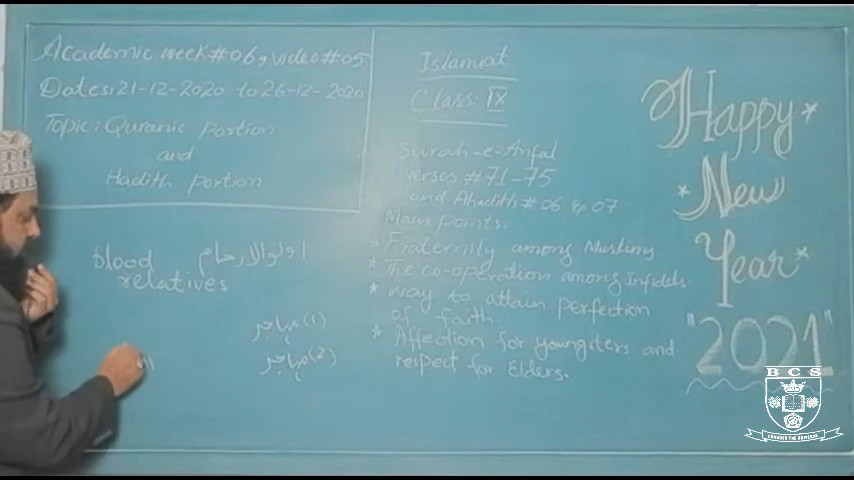 Academic week#06, video#05
Dates: 21-12-2020 to 26-12-2020
Topic: Quranic portion
and
Hadith portion
Islamiat
Class: IX
Surah-e-Anfal
verses #71-75
and Ahadith #06 & 07
Main points:
* Fraternity among Muslims
* The co-operation among Infidels.
* way to attain perfection
of faith.
* Affection for youngsters and
respect for Elders.
blood اولوالارحام
relatives
(1) مہاجر
(2) مہاجر
Happy
New
Year
"2021"
BCS
CONQUER THE UNIVERSE